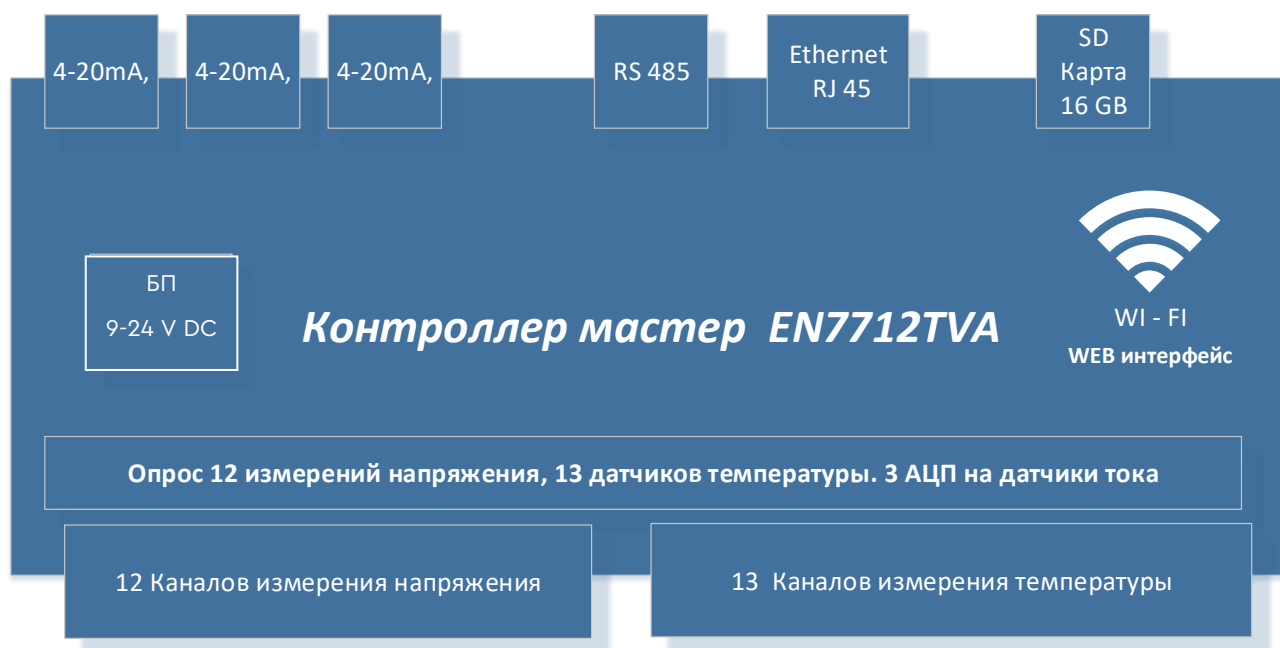 4-20mA,
4-20mA,
4-20mA,
RS 485
Ethernet
RJ 45
SD
Карта
16 GB
БП
9-24 V DC
Контроллер мастер EN7712TVA
WI - FI
WEB интерфейс
Опрос 12 измерений напряжения, 13 датчиков температуры. 3 АЦП на датчики тока
12 Каналов измерения напряжения
13 Каналов измерения температуры